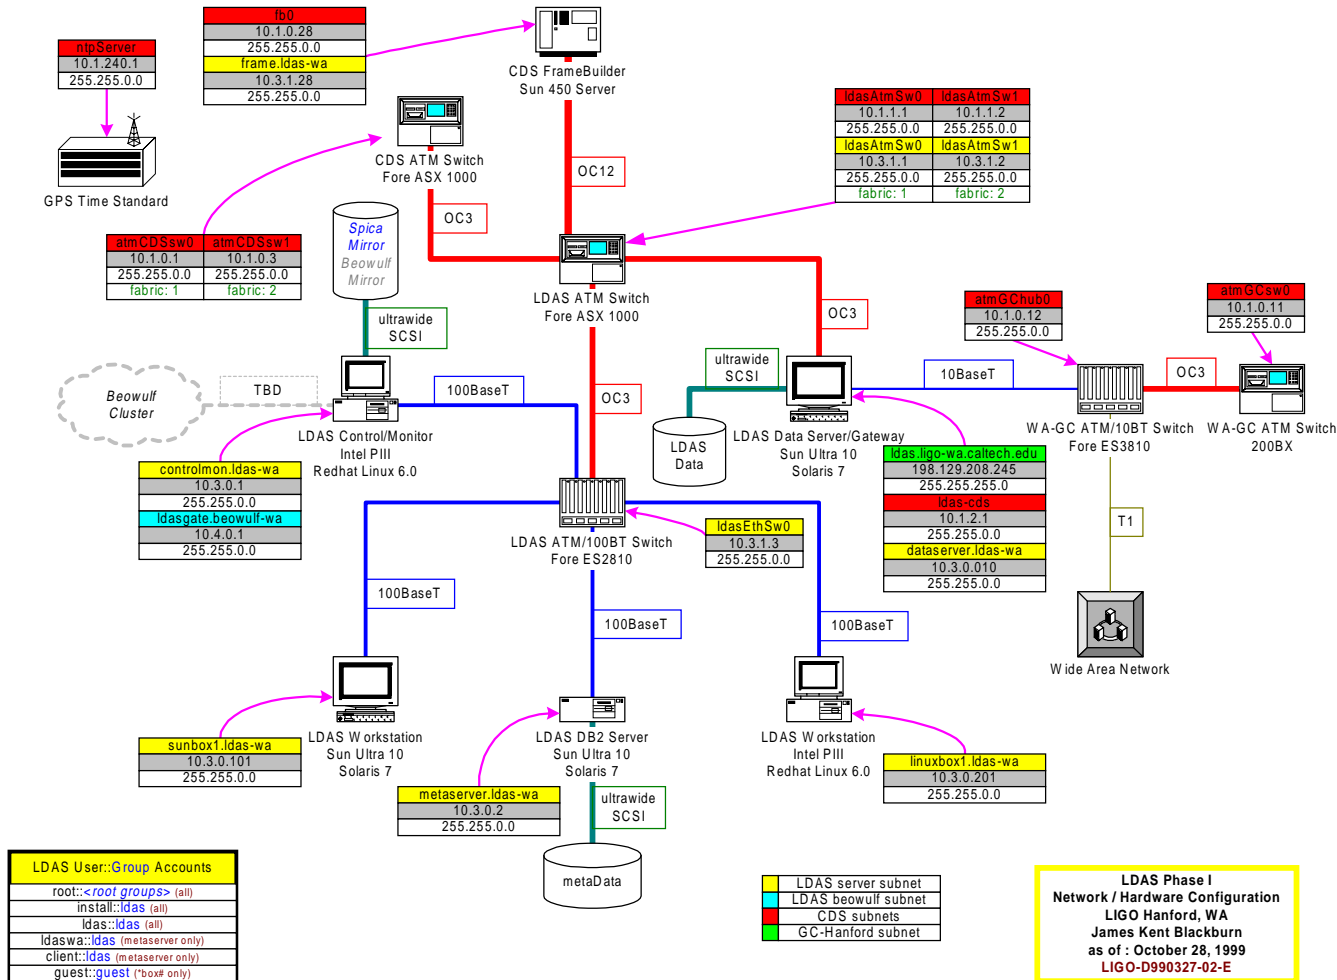 fb0
10.1.0.28
255.255.0.0
frame.ldas-wa
10.3.1.28
255.255.0.0
ntpServer
10.1.240.1
255.255.0.0
GPS Time Standard
CDS FrameBuilder
Sun 450 Server
CDS ATM Switch
Fore ASX 1000
OC12
OC3
ldasAtmSw0 ldasAtmSw1
10.1.1.1 10.1.1.2
255.255.0.0 255.255.0.0
ldasAtmSw0 ldasAtmSw1
10.3.1.1 10.3.1.2
255.255.0.0 255.255.0.0
fabric: 1 fabric: 2
atmCDSsw0 atmCDSsw1
10.1.0.1 10.1.0.3
255.255.0.0 255.255.0.0
fabric: 1 fabric: 2
Spica
Mirror
Beowulf
Mirror
ultrawide
SCSI
LDAS ATM Switch
Fore ASX 1000
OC3
OC3
atmGChub0
10.1.0.12
255.255.0.0
atmGCsw0
10.1.0.11
255.255.0.0
ultrawide
SCSI
10BaseT
OC3
Beowulf
Cluster
TBD
100BaseT
LDAS Control/Monitor
Intel PIII
Redhat Linux 6.0
LDAS
Data
LDAS Data Server/Gateway
Sun Ultra 10
Solaris 7
WA-GC ATM/10BT Switch
Fore ES3810
WA-GC ATM Switch
200BX
controlmon.ldas-wa
10.3.0.1
255.255.0.0
ldasgate.beowulf-wa
10.4.0.1
255.255.0.0
ldas.ligo-wa.caltech.edu
198.129.208.245
255.255.255.0
ldas-cds
10.1.2.1
255.255.0.0
dataserver.ldas-wa
10.3.0.010
255.255.0.0
LDAS ATM/100BT Switch
Fore ES2810
ldasEthSw0
10.3.1.3
255.255.0.0
T1
100BaseT
100BaseT
100BaseT
Wide Area Network
LDAS Workstation
Sun Ultra 10
Solaris 7
LDAS DB2 Server
Sun Ultra 10
Solaris 7
LDAS Workstation
Intel PIII
Redhat Linux 6.0
sunbox1.ldas-wa
10.3.0.101
255.255.0.0
metaserver.ldas-wa
10.3.0.2
255.255.0.0
linuxbox1.ldas-wa
10.3.0.201
255.255.0.0
ultrawide
SCSI
metaData
LDAS User::Group Accounts
root::<root groups> (all)
install::ldas (all)
ldas::ldas (all)
ldaswa::ldas (metaserver only)
client::ldas (metaserver only)
guest::guest (*box# only)
LDAS server subnet
LDAS beowulf subnet
CDS subnets
GC-Hanford subnet
LDAS Phase I
Network / Hardware Configuration
LIGO Hanford, WA
James Kent Blackburn
as of : October 28, 1999
LIGO-D990327-02-E